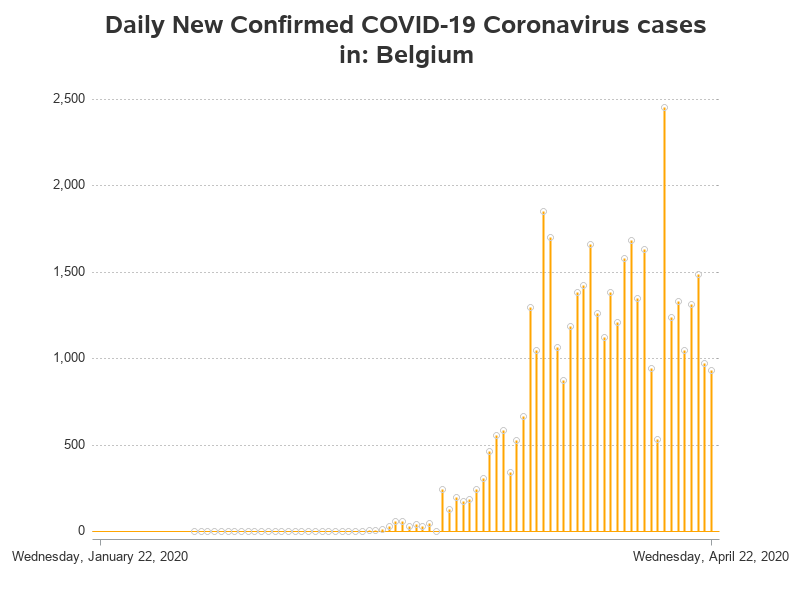 Daily New Confirmed COVID-19 Coronavirus cases
in: Belgium
2,500
2,000
1,500
1,000
500
0
Wednesday, January 22, 2020 Wednesday, April 22, 2020